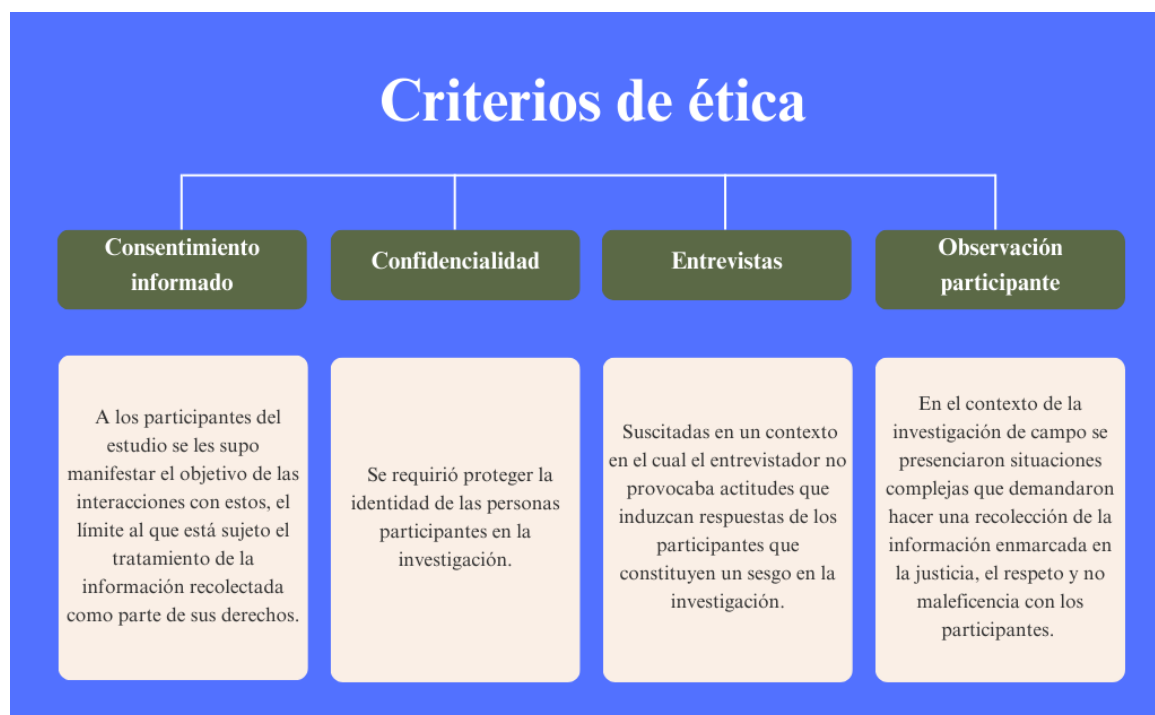 Criterios de ética
Consentimiento
informado
Confidencialidad
Entrevistas
Observación
participante
A los participantes del
estudio se les supo
manifestar el objetivo de las
interacciones con estos, el
límite al que está sujeto el
tratamiento de la
información recolectada
como parte de sus derechos.
Se requirió proteger la
identidad de las personas
participantes en la
investigación.
Suscitadas en un contexto
en el cual el entrevistador no
provocaba actitudes que
induzcan respuestas de los
participantes que
constituyen un sesgo en la
investigación.
En el contexto de la
investigación de campo se
presenciaron situaciones
complejas que demandaron
hacer una recolección de la
información enmarcada en
la justicia, el respeto y no
maleficencia con los
participantes.